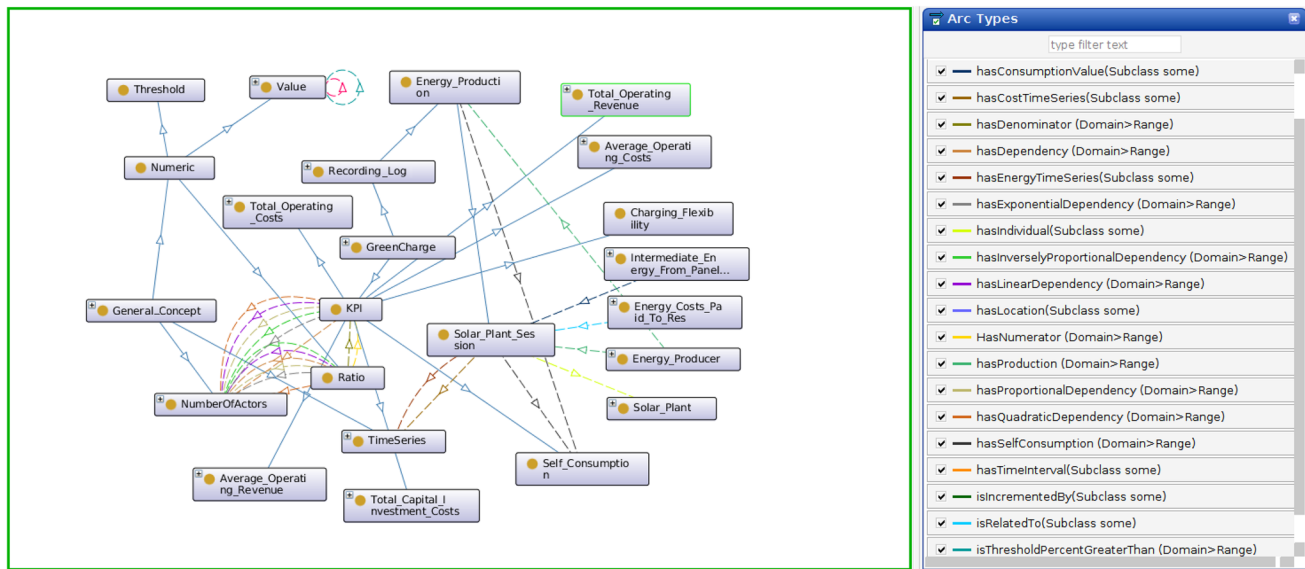 Threshold
Value
Energy_Producti
on
Total_Operating
_Revenue
Average_Operati
ng_Costs
Numeric
Recording_Log
Total_Operating
_Costs
Charging_Flexib
ility
GreenCharge
Intermediate_En
ergy_From_Panel...
General_Concept
KPI
Energy_Costs_Pa
id_To_Res
Solar_Plant_Se
ssion
Energy_Producer
Ratio
NumberOfActors
Solar_Plant
TimeSeries
Self_Consumptio
n
Average_Operati
ng_Revenue
Total_Capital_I
nvestment_Costs
Arc Types
type filter text
hasConsumptionValue(Subclass some)
hasCostTimeSeries(Subclass some)
hasDenominator (Domain>Range)
hasDependency (Domain>Range)
hasEnergyTimeSeries(Subclass some)
hasExponentialDependency (Domain>Range)
hasIndividual(Subclass some)
hasInverselyProportionalDependency (Domain>Range)
hasLinearDependency (Domain>Range)
hasLocation(Subclass some)
HasNumerator (Domain>Range)
hasProduction (Domain>Range)
hasProportionalDependency (Domain>Range)
hasQuadraticDependency (Domain>Range)
hasSelfConsumption (Domain>Range)
hasTimeInterval(Subclass some)
isIncrementedBy(Subclass some)
isRelatedTo(Subclass some)
isThresholdPercentGreaterThan (Domain>Range)